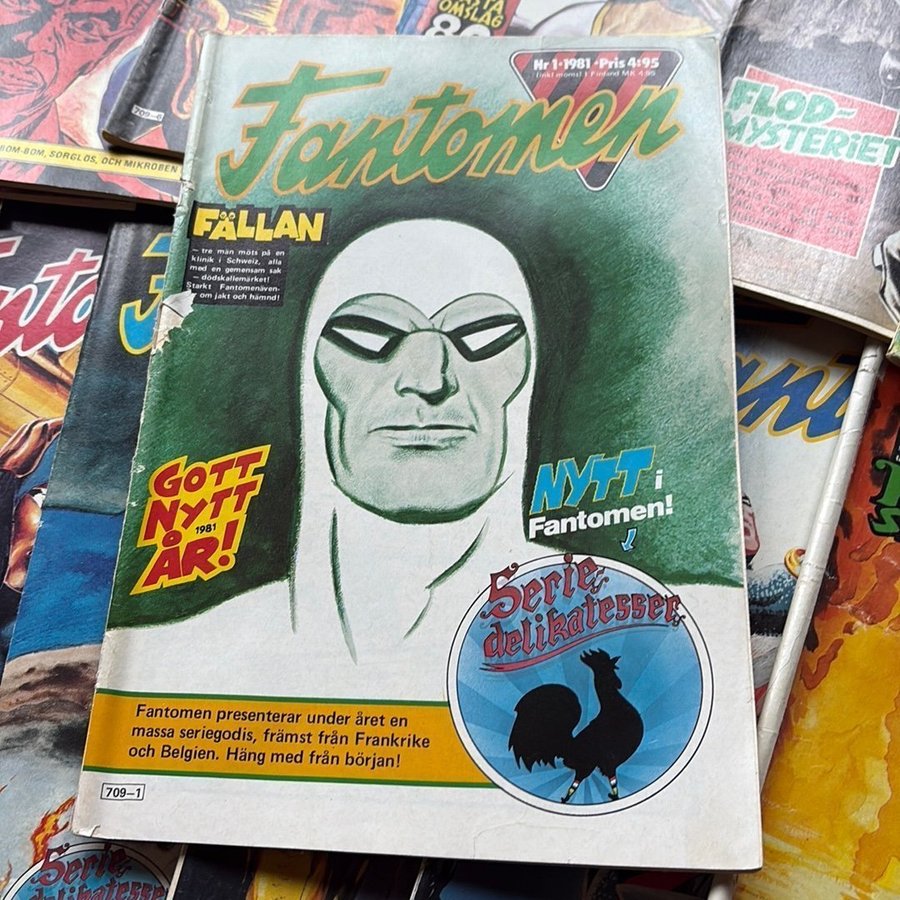 OMSLAG
709–6
BOM-BOM, SORGLÖS, OCH MIKROBEN
Nr 1 • 1981 • Pris 4:95
(inkl moms) I Finland MK 4:95
Fantomen
FLOD-
MYSTERIET
FÄLLAN
— tre män möts på en
klinik i Schweiz, alla
med en gemensam sak
— dödskallemärket!
Starkt Fantomenäven-
om jakt och hämnd!
GOTT
NYTT
1981
ÅR!
NYTT i
Fantomen!
Serie
delikatesser
Fantomen presenterar under året en
massa seriegodis, främst från Frankrike
och Belgien. Häng med från början!
709–1
Serie
delikatesser